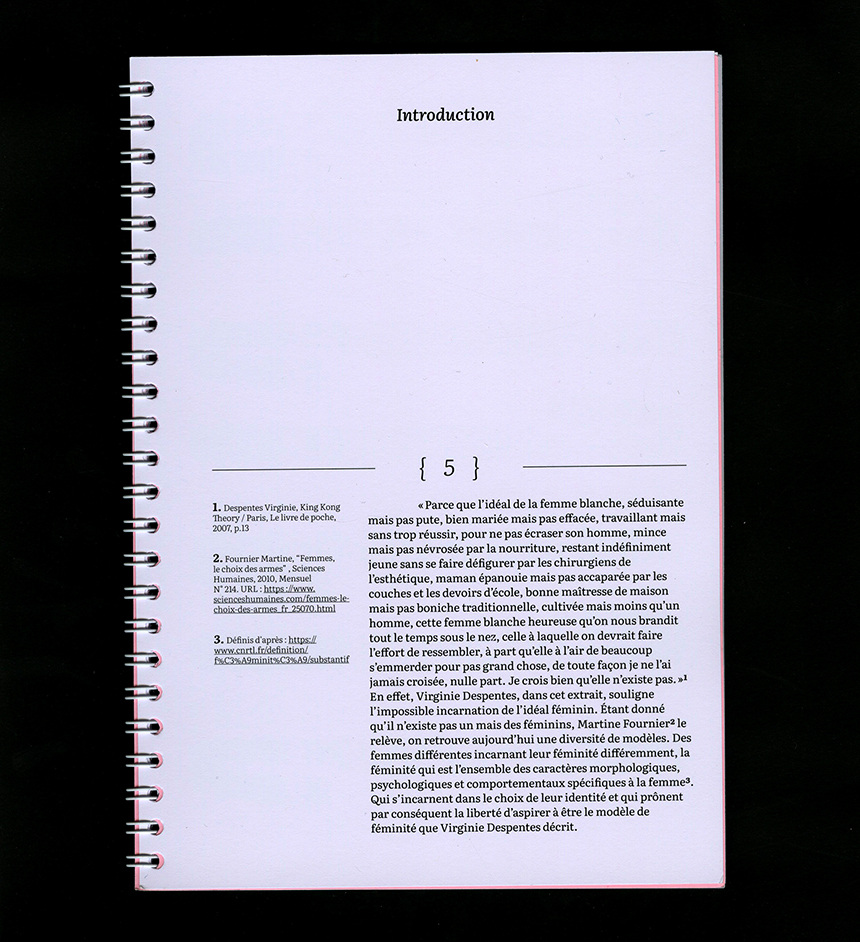 Introduction
{ 5 }
1. Despentes Virginie, King Kong
Theory / Paris, Le livre de poche,
2007, p.13
2. Fournier Martine, "Femmes,
le choix des armes" , Sciences
Humaines, 2010, Mensuel
N° 214. URL : https://www.
scienceshumaines.com/femmes-le-
choix-des-armes_fr_25070.html
3. Définis d'après : https://
www.cnrtl.fr/definition/
f%C3%A9minit%C3%A9/substantif
«Parce que l'idéal de la femme blanche, séduisante
mais pas pute, bien mariée mais pas effacée, travaillant mais
sans trop réussir, pour ne pas écraser son homme, mince
mais pas névrosée par la nourriture, restant indéfiniment
jeune sans se faire défigurer par les chirurgiens de
l'esthétique, maman épanouie mais pas accaparée par les
couches et les devoirs d'école, bonne maîtresse de maison
mais pas boniche traditionnelle, cultivée mais moins qu'un
homme, cette femme blanche heureuse qu'on nous brandit
tout le temps sous le nez, celle à laquelle on devrait faire
l'effort de ressembler, à part qu'elle à l'air de beaucoup
s'emmerder pour pas grand chose, de toute façon je ne l'ai
jamais croisée, nulle part. Je crois bien qu'elle n'existe pas.»¹
En effet, Virginie Despentes, dans cet extrait, souligne
l'impossible incarnation de l'idéal féminin. Étant donné
qu'il n'existe pas un mais des féminins, Martine Fournier² le
relève, on retrouve aujourd'hui une diversité de modèles. Des
femmes différentes incarnant leur féminité différemment, la
féminité qui est l'ensemble des caractères morphologiques,
psychologiques et comportementaux spécifiques à la femme³.
Qui s'incarnent dans le choix de leur identité et qui prônent
par conséquent la liberté d'aspirer à être le modèle de
féminité que Virginie Despentes décrit.